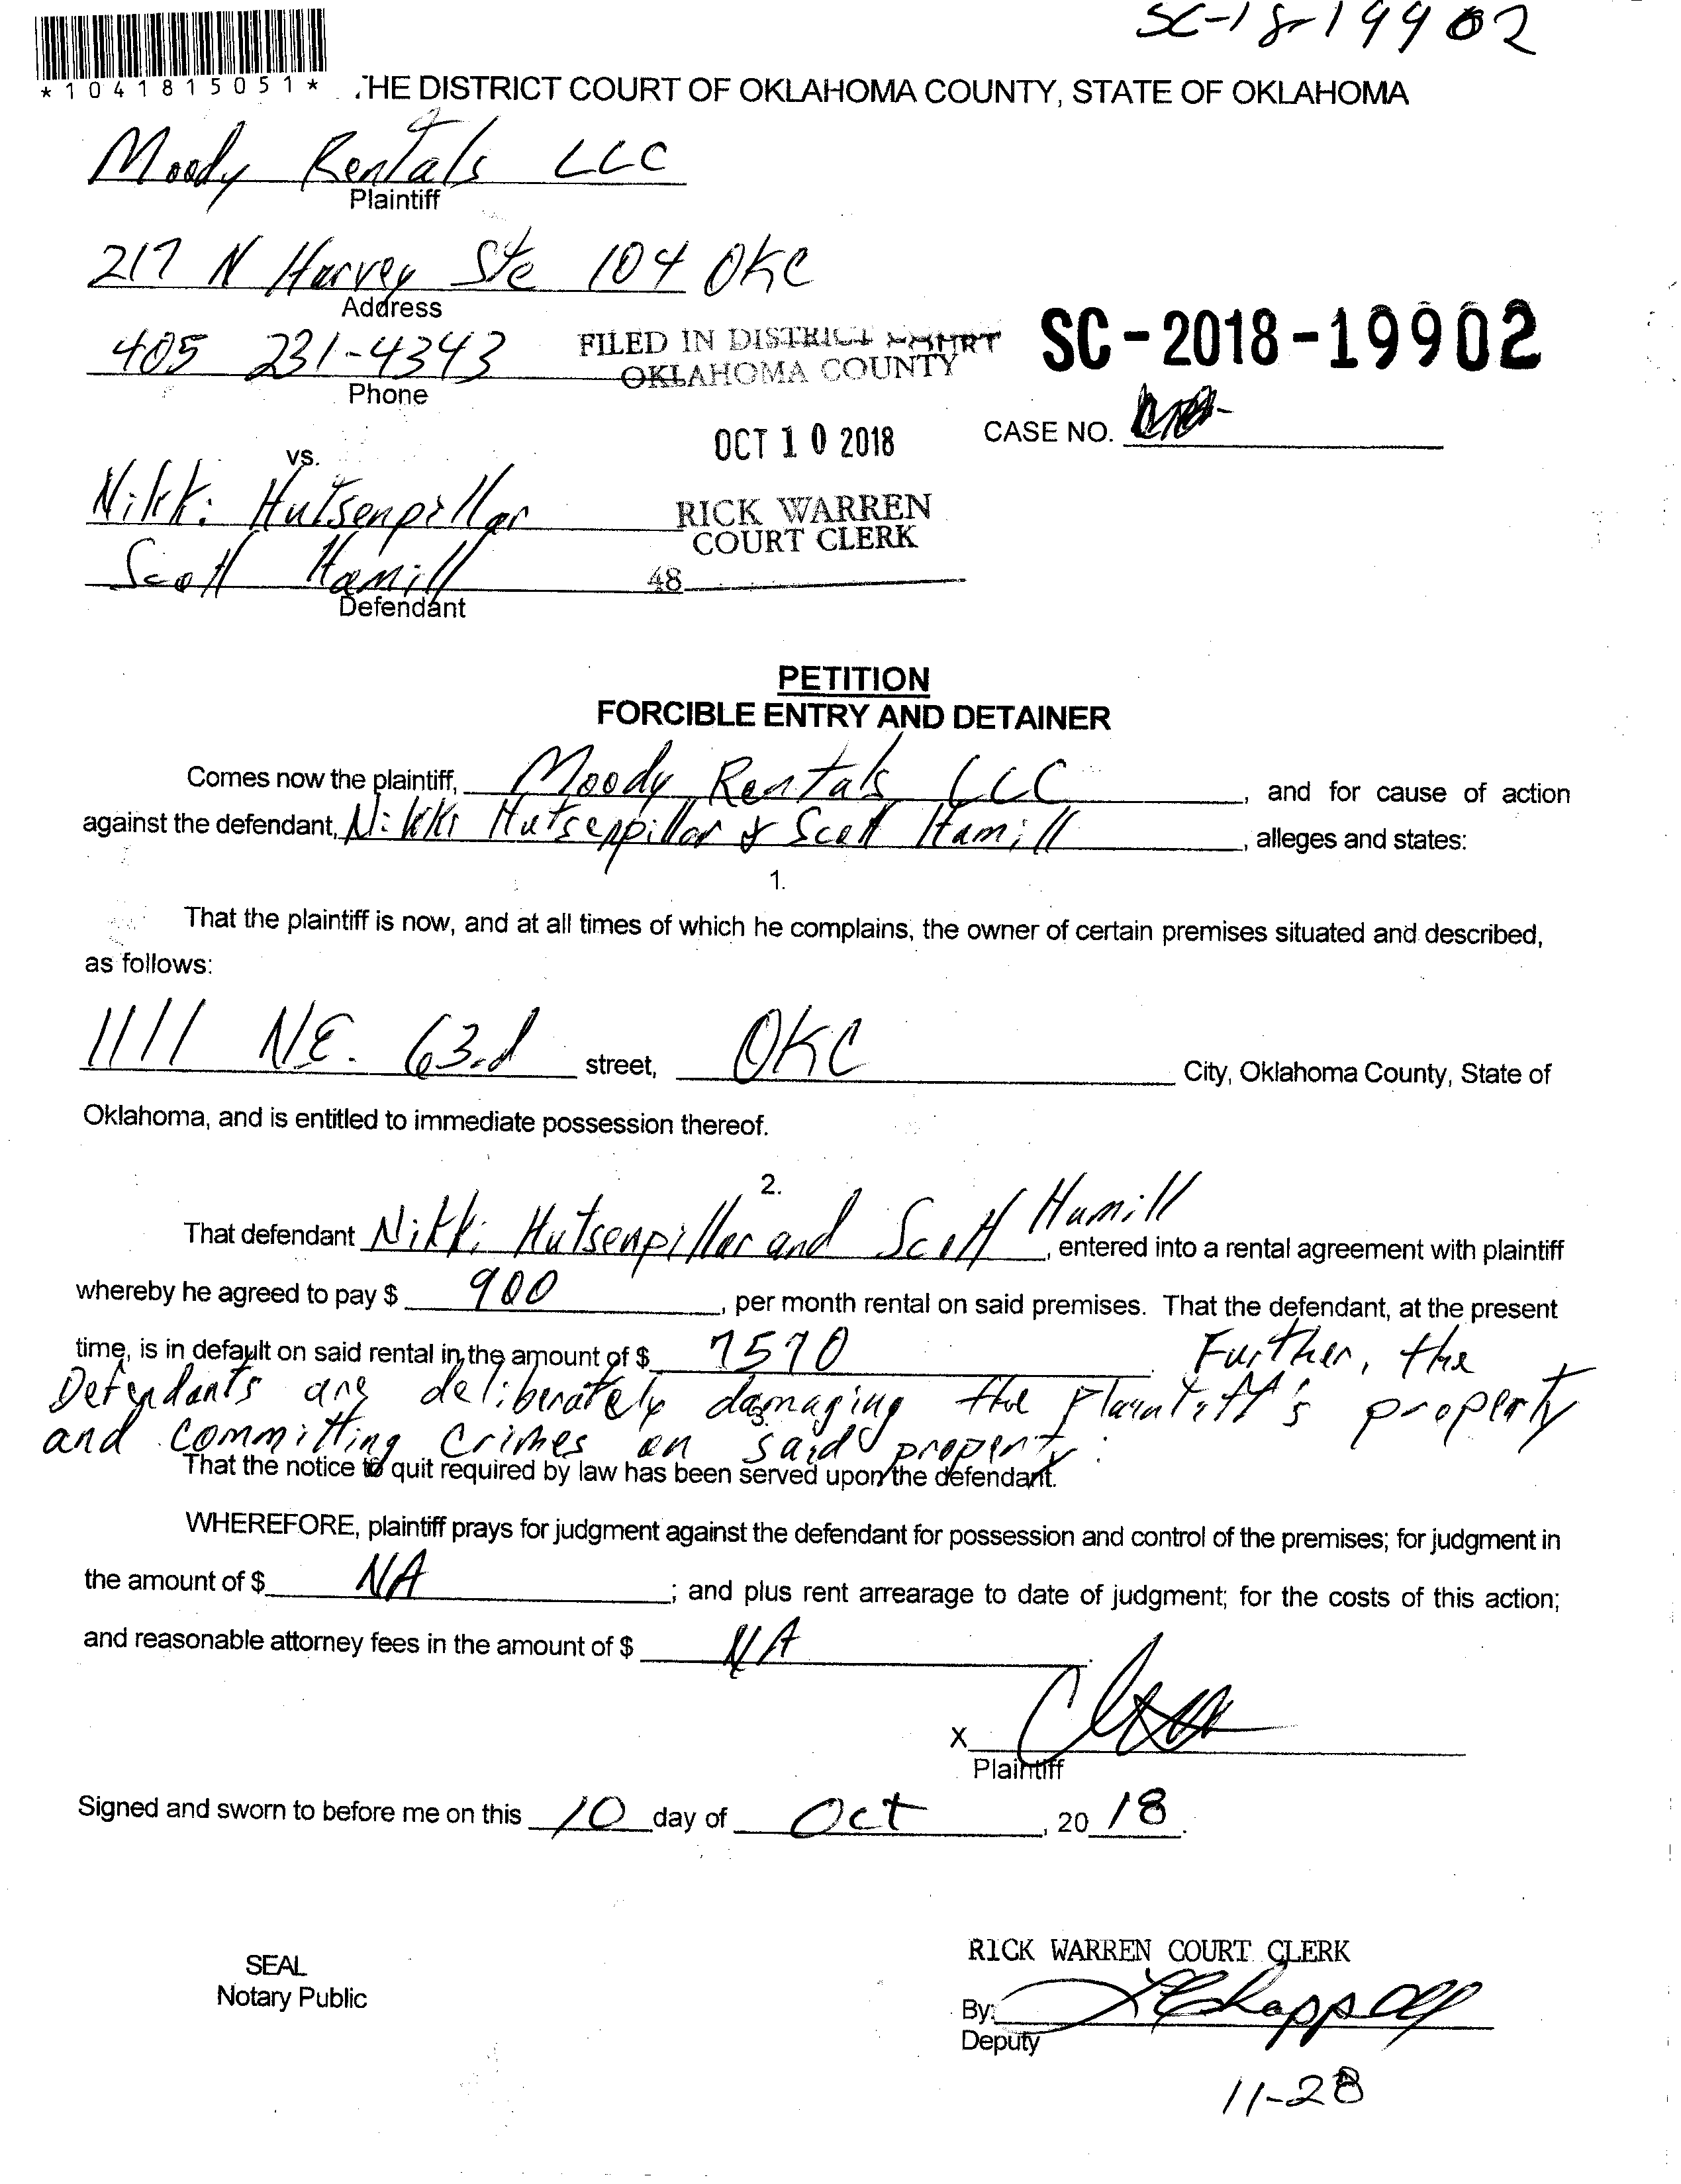 SC-18-19902
*1041815051* THE DISTRICT COURT OF OKLAHOMA COUNTY, STATE OF OKLAHOMA
Moody Rentals LLC
Plaintiff
217 N Harvey Ste 104 OKC
Address
405 231-4343
Phone
FILED IN DISTRICT COURT
OKLAHOMA COUNTY
SC-2018-19902
OCT 10 2018
CASE NO.
vs.
Nikki Hutsenpillar
RICK WARREN
COURT CLERK
Scott Hamill
48
Defendant
PETITION
FORCIBLE ENTRY AND DETAINER
Comes now the plaintiff, Moody Rentals LLC, and for cause of action
against the defendant, Nikki Hutsenpillar & Scott Hamill, alleges and states:
1.
That the plaintiff is now, and at all times of which he complains, the owner of certain premises situated and described,
as follows:
1111 NE. 63rd street, OKC City, Oklahoma County, State of
Oklahoma, and is entitled to immediate possession thereof.
2.
That defendant Nikki Hutsenpillar and Scott Hamill, entered into a rental agreement with plaintiff
whereby he agreed to pay $ 900, per month rental on said premises. That the defendant, at the present
time, is in default on said rental in the amount of $ 7570. Further, the
Defendants are deliberately damaging the Plaintiff's property
and committing crimes on said property.
3.
That the notice to quit required by law has been served upon the defendant.
WHEREFORE, plaintiff prays for judgment against the defendant for possession and control of the premises; for judgment in
the amount of $ NA; and plus rent arrearage to date of judgment; for the costs of this action;
and reasonable attorney fees in the amount of $ NA.
X
Plaintiff
Signed and sworn to before me on this 10 day of Oct, 2018.
SEAL
Notary Public
RICK WARREN COURT CLERK
By:
Deputy
11-28